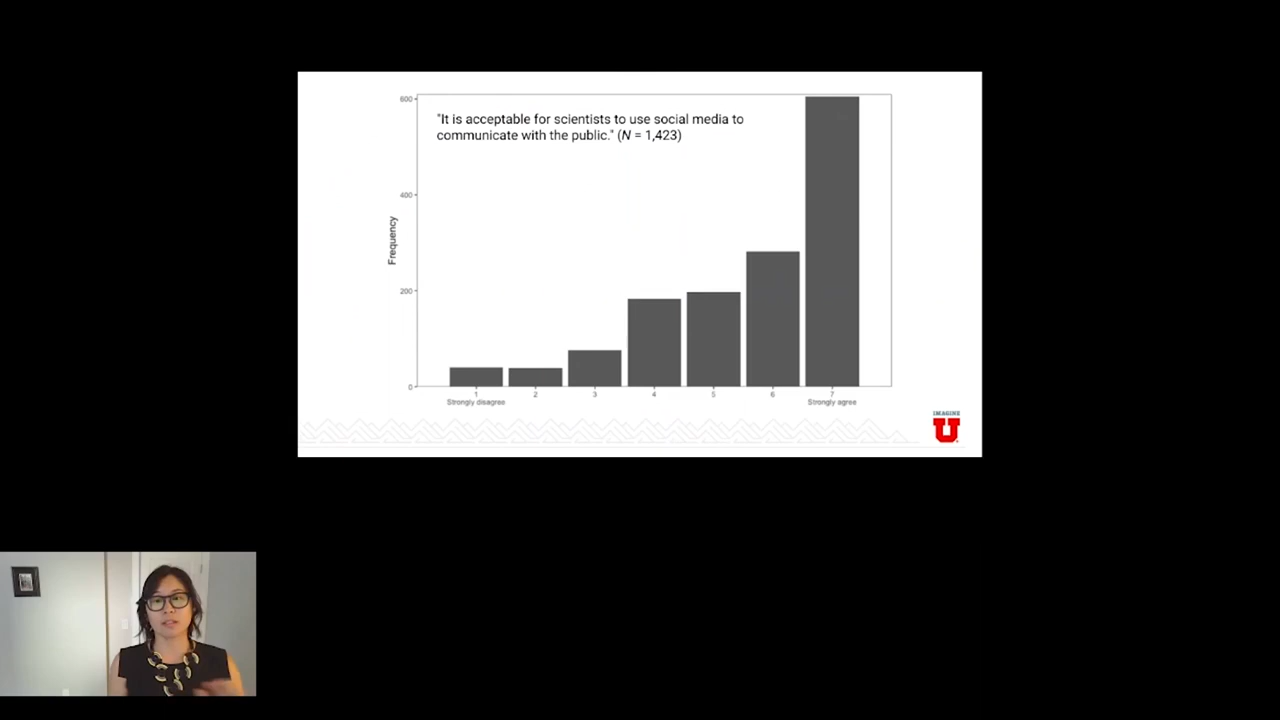 "It is acceptable for scientists to use social media to
communicate with the public." (N = 1,423)
600
400
200
0
Frequency
1
2
3
4
5
6
7
Strongly disagree
Strongly agree
IMAGINE
U